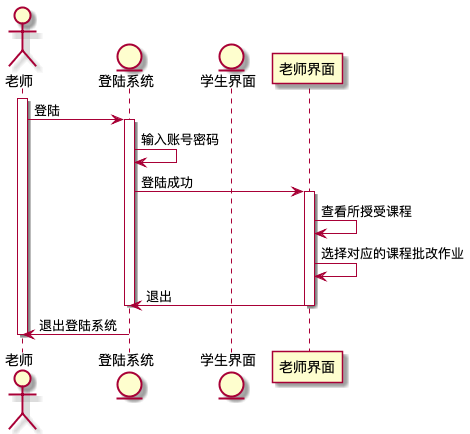 老师
登陆系统
学生界面
老师界面
登陆
输入账号密码
登陆成功
查看所授受课程
选择对应的课程批改作业
退出
退出登陆系统
老师
登陆系统
学生界面
老师界面